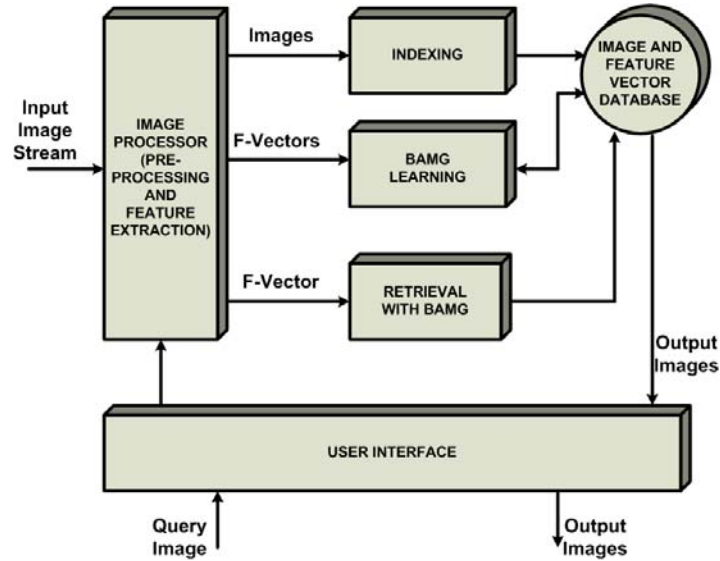 Images
INDEXING
IMAGE AND
FEATURE
VECTOR
DATABASE
Input
Image
Stream
IMAGE
PROCESSOR
(PRE-
PROCESSING
AND
FEATURE
EXTRACTION)
F-Vectors
BAMG
LEARNING
F-Vector
RETRIEVAL
WITH BAMG
Output
Images
USER INTERFACE
Query
Image
Output
Images